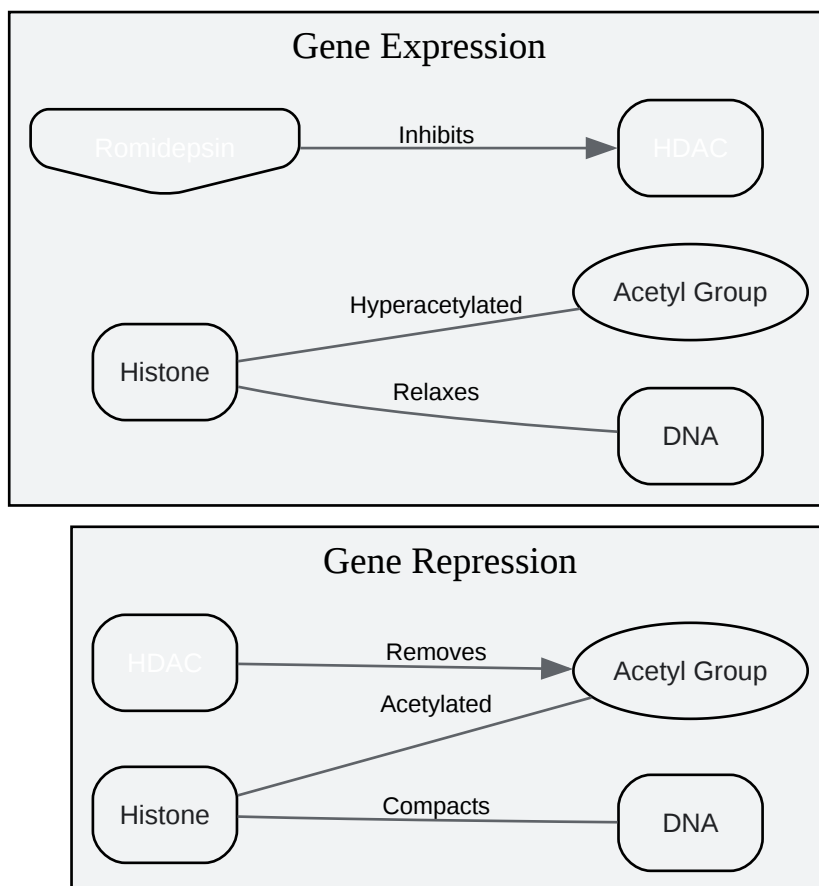 Gene Expression
Romidepsin
Inhibits
HDAC
Hyperacetylated
Acetyl Group
Histone
Relaxes
DNA
Gene Repression
HDAC
Removes
Acetyl Group
Acetylated
Histone
Compacts
DNA